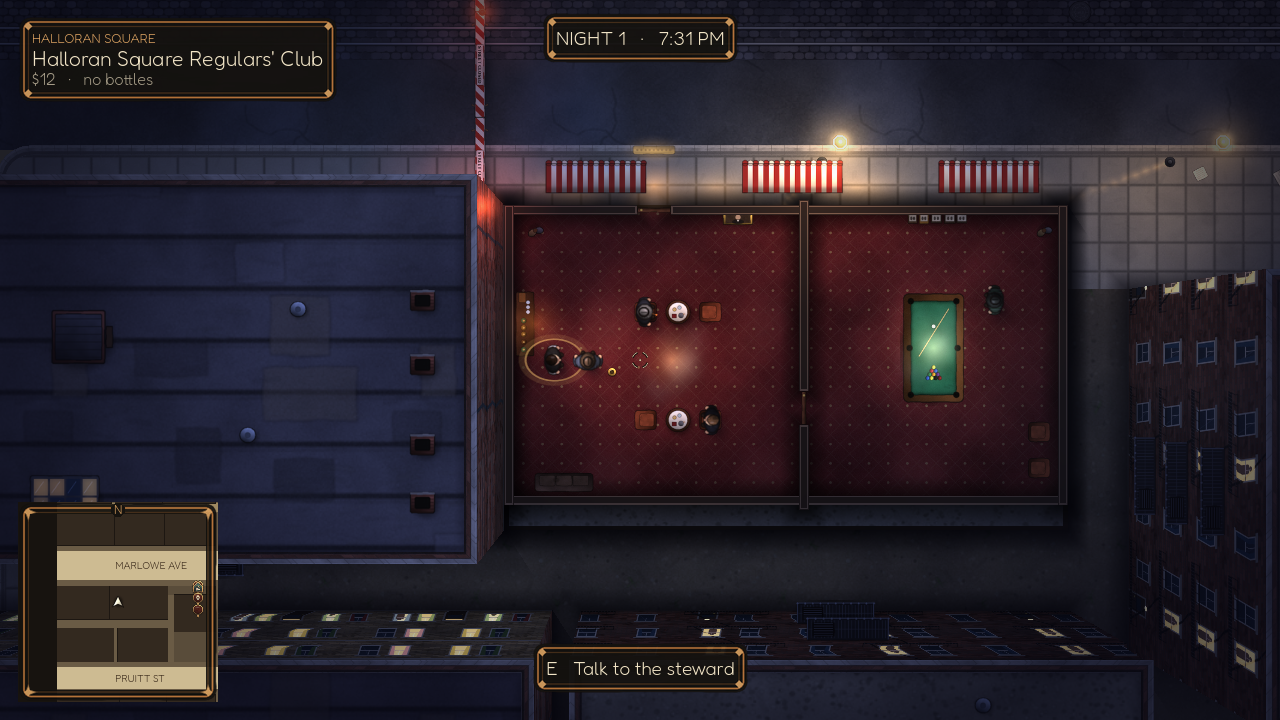 HALLORAN SQUARE
Halloran Square Regulars' Club
$12 · no bottles
NIGHT 1 · 7:31 PM
N
MARLOWE AVE
PRUITT ST
E Talk to the steward